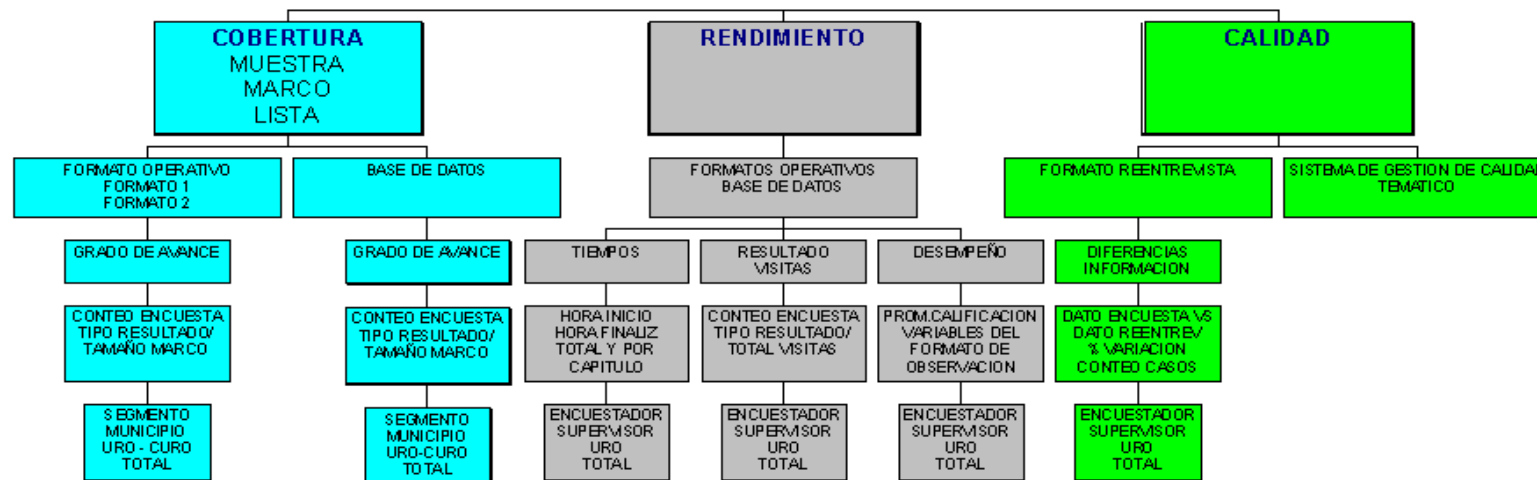 COBERTURA
MUESTRA
MARCO
LISTA
RENDIMIENTO
CALIDAD
FORMATO OPERATIVO
FORMATO 1
FORMATO 2
BASE DE DATOS
FORMATOS OPERATIVOS
BASE DE DATOS
FORMATO REENTREVISTA
SISTEMA DE GESTION DE CALIDAD
TEMATICO
GRADO DE AVANCE
GRADO DE AVANCE
TIEMPOS
RESULTADO
VISITAS
DESEMPEÑO
DIFERENCIAS
INFORMACION
CONTEO ENCUESTA
TIPO RESULTADO/
TAMAÑO MARCO
CONTEO ENCUESTA
TIPO RESULTADO/
TAMAÑO MARCO
HORA INICIO
HORA FINALIZ
TOTAL Y POR
CAPITULO
CONTEO ENCUESTA
TIPO RESULTADO/
TOTAL VISITAS
PROM.CALIFICACION
VARIABLES DEL
FORMATO DE
OBSERVACION
DATO ENCUESTA VS
DATO REENTREV
% VARIACION
CONTEO CASOS
SEGMENTO
MUNICIPIO
URO - CURO
TOTAL
SEGMENTO
MUNICIPIO
URO-CURO
TOTAL
ENCUESTADOR
SUPERVISOR
URO
TOTAL
ENCUESTADOR
SUPERVISOR
URO
TOTAL
ENCUESTADOR
SUPERVISOR
URO
TOTAL
ENCUESTADOR
SUPERVISOR
URO
TOTAL